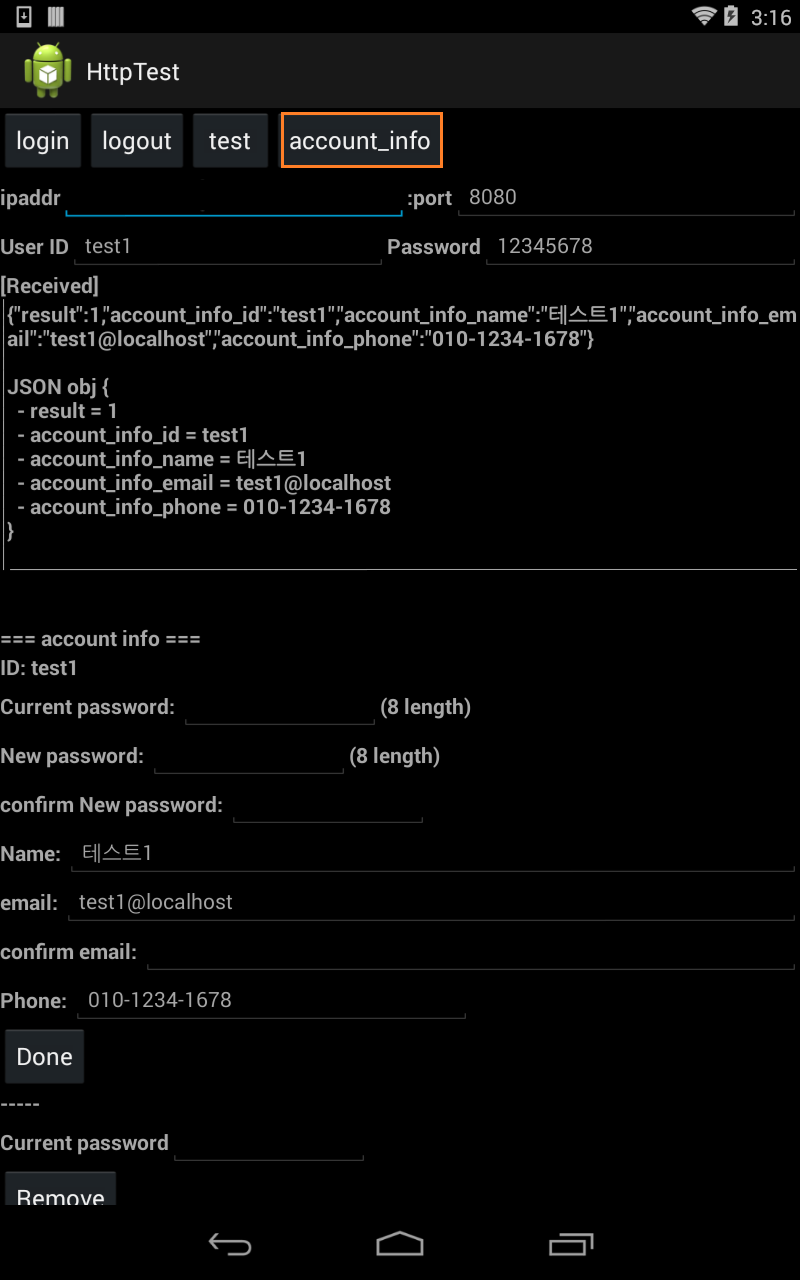 3:16
HttpTest
login logout test account_info
ipaddr :port 8080
User ID test1 Password 12345678
[Received]
{"result":1,"account_info_id":"test1","account_info_name":"테스트1","account_info_em
ail":"test1@localhost","account_info_phone":"010-1234-1678"}
JSON obj {
- result = 1
- account_info_id = test1
- account_info_name = 테스트1
- account_info_email = test1@localhost
- account_info_phone = 010-1234-1678
}
=== account info ===
ID: test1
Current password: (8 length)
New password: (8 length)
confirm New password:
Name: 테스트1
email: test1@localhost
confirm email:
Phone: 010-1234-1678
Done
-----
Current password
Remove